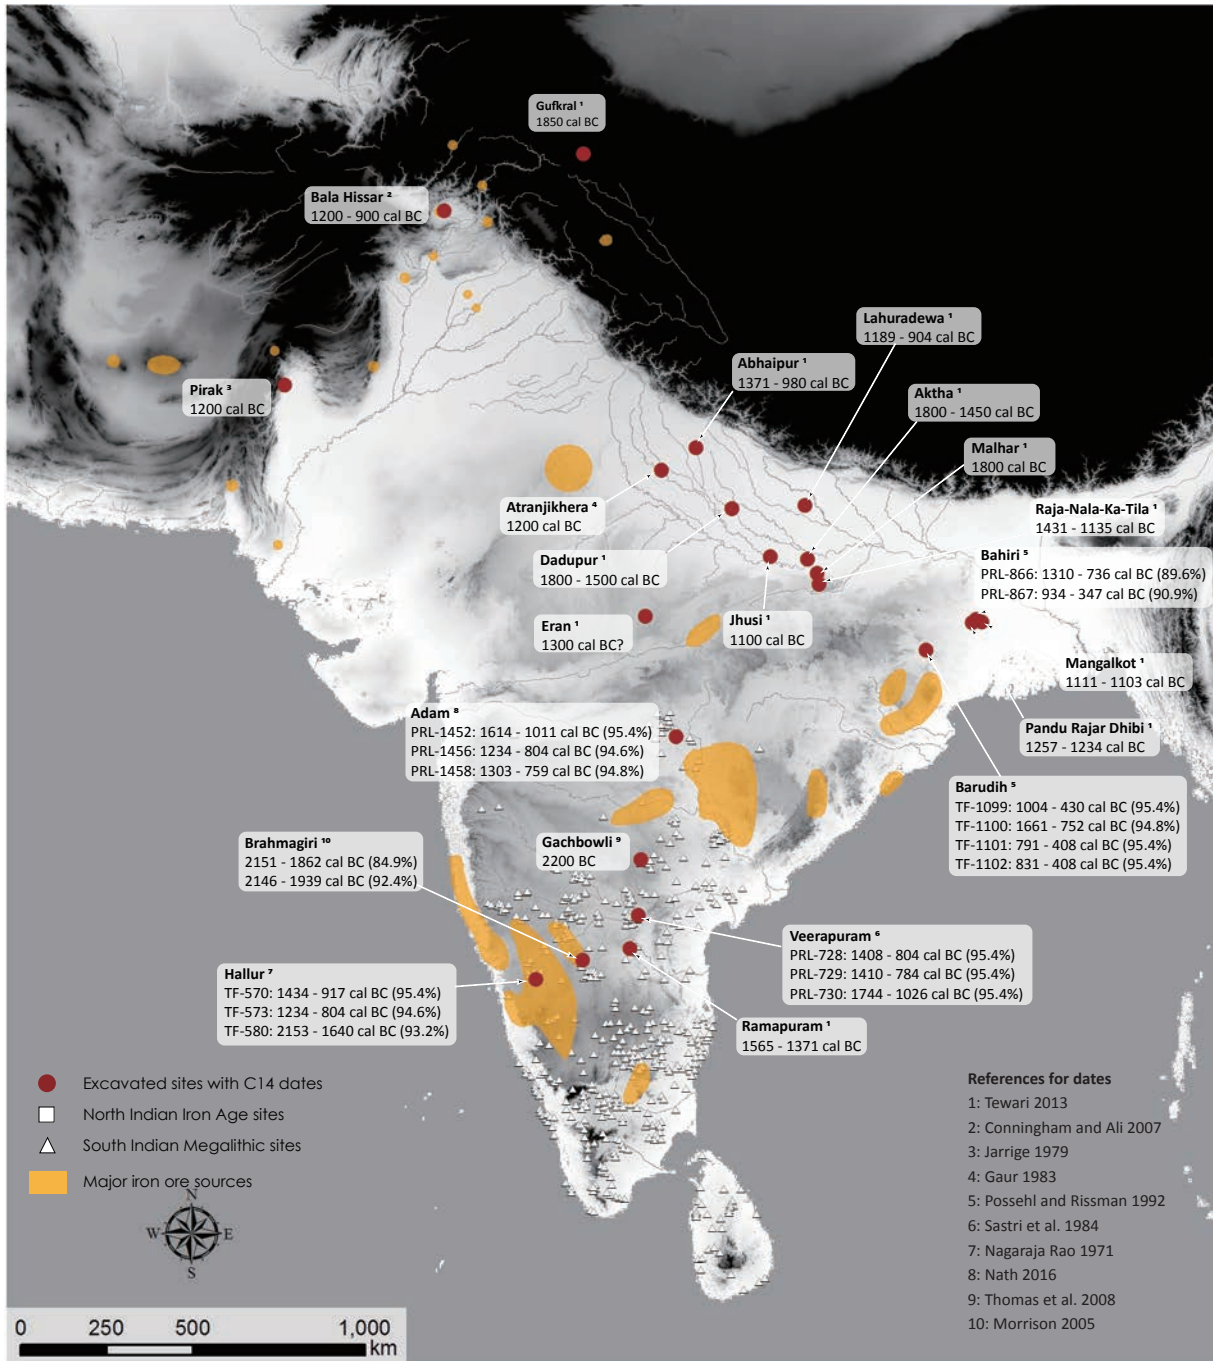 Gufkral ¹
1850 cal BC
Bala Hissar ²
1200 - 900 cal BC
Lahuradewa ¹
1189 - 904 cal BC
Abhaipur ¹
1371 - 980 cal BC
Pirak ³
1200 cal BC
Aktha ¹
1800 - 1450 cal BC
Malhar ¹
1800 cal BC
Atranjikhera ⁴
1200 cal BC
Raja-Nala-Ka-Tila ¹
1431 - 1135 cal BC
Dadupur ¹
1800 - 1500 cal BC
Bahiri ⁵
PRL-866: 1310 - 736 cal BC (89.6%)
PRL-867: 934 - 347 cal BC (90.9%)
Eran ¹
1300 cal BC?
Jhusi ¹
1100 cal BC
Mangalkot ¹
1111 - 1103 cal BC
Adam ⁸
PRL-1452: 1614 - 1011 cal BC (95.4%)
PRL-1456: 1234 - 804 cal BC (94.6%)
PRL-1458: 1303 - 759 cal BC (94.8%)
Pandu Rajar Dhibi ¹
1257 - 1234 cal BC
Barudih ⁵
TF-1099: 1004 - 430 cal BC (95.4%)
TF-1100: 1661 - 752 cal BC (94.8%)
TF-1101: 791 - 408 cal BC (95.4%)
TF-1102: 831 - 408 cal BC (95.4%)
Brahmagiri ¹⁰
2151 - 1862 cal BC (84.9%)
2146 - 1939 cal BC (92.4%)
Gachbowli ⁹
2200 BC
Veerapuram ⁶
PRL-728: 1408 - 804 cal BC (95.4%)
PRL-729: 1410 - 784 cal BC (95.4%)
PRL-730: 1744 - 1026 cal BC (95.4%)
Hallur ⁷
TF-570: 1434 - 917 cal BC (95.4%)
TF-573: 1234 - 804 cal BC (94.6%)
TF-580: 2153 - 1640 cal BC (93.2%)
Ramapuram ¹
1565 - 1371 cal BC
Excavated sites with C14 dates
North Indian Iron Age sites
South Indian Megalithic sites
Major iron ore sources
N
W E
S
0 250 500 1,000
km
References for dates
1: Tewari 2013
2: Conningham and Ali 2007
3: Jarrige 1979
4: Gaur 1983
5: Possehl and Rissman 1992
6: Sastri et al. 1984
7: Nagaraja Rao 1971
8: Nath 2016
9: Thomas et al. 2008
10: Morrison 2005